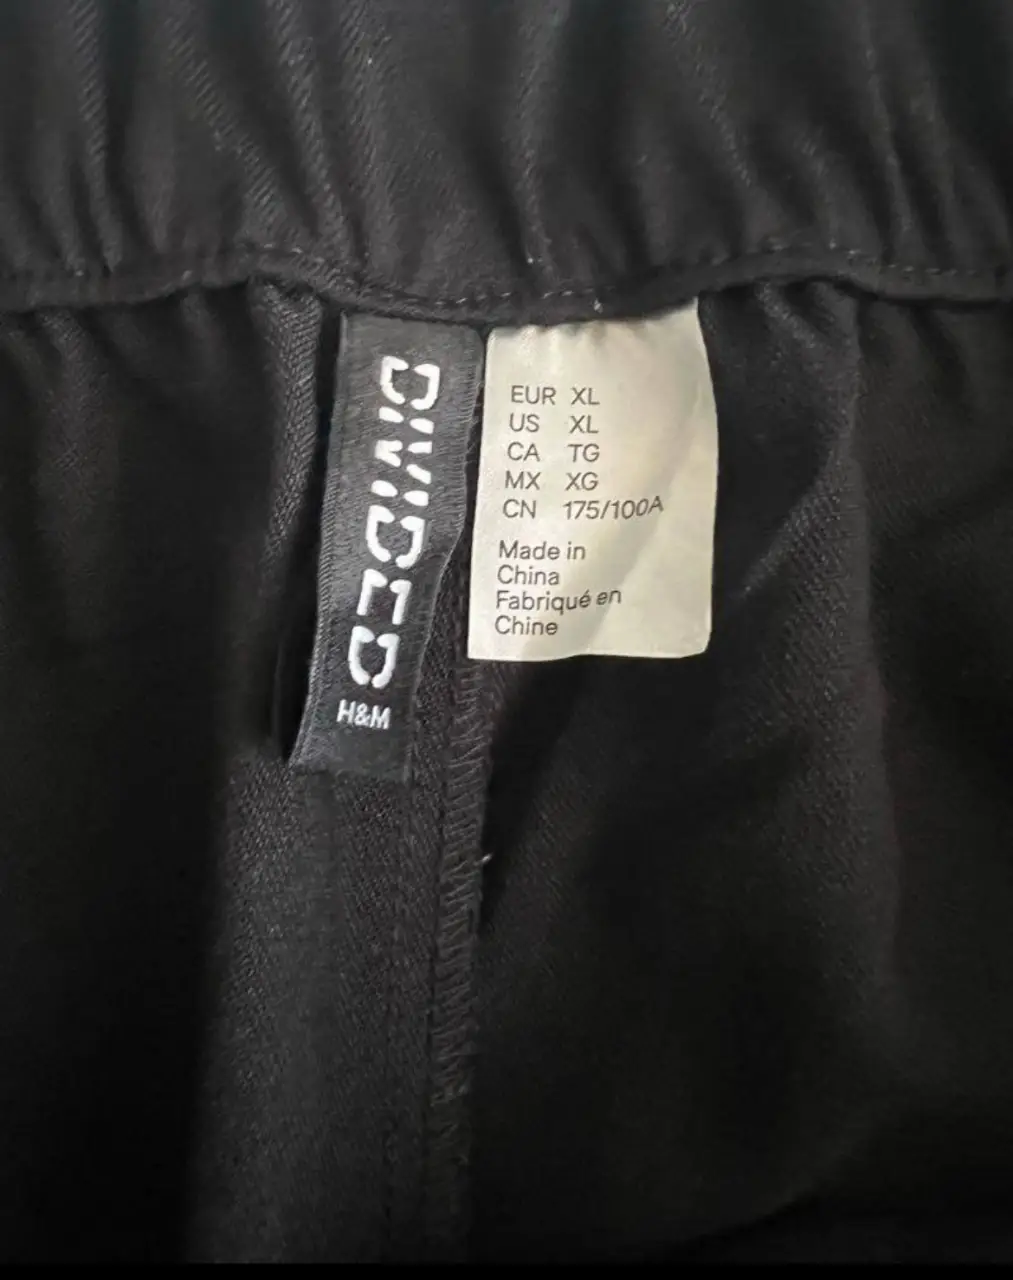 DIVIDED
H&M
EUR XL
US XL
CA TG
MX XG
CN 175/100A
Made in
China
Fabriqué en
Chine